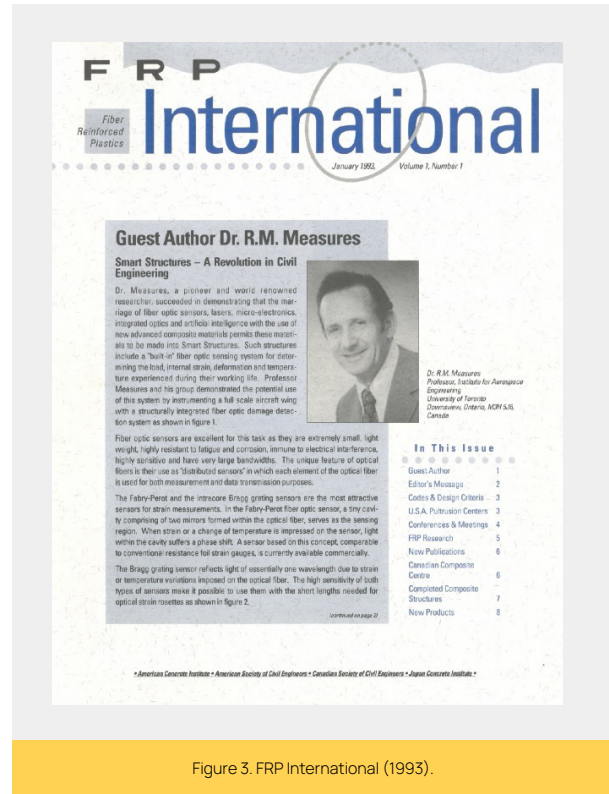 FRP
International
Fiber
Reinforced
Plastics
January 1993, Volume 1, Number 1
Guest Author Dr. R.M. Measures
Smart Structures – A Revolution in Civil
Engineering
Dr. Measures, a pioneer and world renowned
researcher, succeeded in demonstrating that the mar-
riage of fiber optic sensors, lasers, micro-electronics,
integrated optics and artificial intelligence with the use of
new advanced composite materials permits these materi-
als to be made into Smart Structures. Such structures
include a "built-in" fiber optic sensing system for deter-
mining the load, internal strain, deformation and tempera-
ture experienced during their working life. Professor
Measures and his group demonstrated the potential use
of this system by instrumenting a full scale aircraft wing
with a structurally integrated fiber optic damage detec-
tion system as shown in figure 1.
Fiber optic sensors are excellent for this task as they are extremely small, light
weight, highly resistant to fatigue and corrosion, immune to electrical interference,
highly sensitive and have very large bandwidths. The unique feature of optical
fibers is their use as "distributed sensors" in which each element of the optical fiber
is used for both measurement and data transmission purposes.
The Fabry-Perot and the intracore Bragg grating sensors are the most attractive
sensors for strain measurements. In the Fabry-Perot fiber optic sensor, a tiny cavi-
ty comprising of two mirrors formed within the optical fiber, serves as the sensing
region. When strain or a change of temperature is impressed on the sensor, light
within the cavity suffers a phase shift. A sensor based on this concept, comparable
to conventional resistance foil strain gauges, is currently available commercially.
The Bragg grating sensor reflects light of essentially one wavelength due to strain
or temperature variations imposed on the optical fiber. The high sensitivity of both
types of sensors make it possible to use them with the short lengths needed for
optical strain rosettes as shown in figure 2.
(continued on page 2)
Dr. R.M. Measures
Professor, Institute for Aerospace
Engineering
University of Toronto
Downsview, Ontario, M3H 5J6,
Canada
In This Issue
Guest Author 1
Editor's Message 2
Codes & Design Criteria 3
U.S.A. Pultrusion Centers 3
Conferences & Meetings 4
FRP Research 5
New Publications 6
Canadian Composite
Centre 6
Completed Composite
Structures 7
New Products 8
• American Concrete Institute • American Society of Civil Engineers • Canadian Society of Civil Engineers • Japan Concrete Institute •
Figure 3. FRP International (1993).